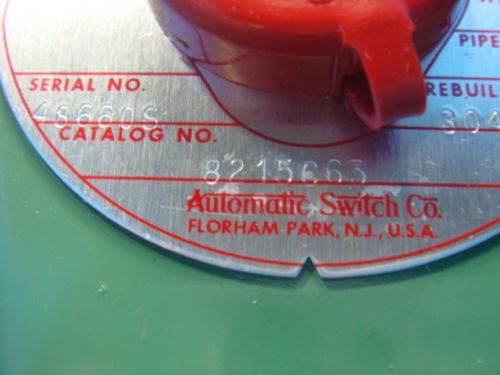 PIPE
SERIAL NO.
REBUIL
48660S
304
CATALOG NO.
8215663
Automatic Switch Co.
FLORHAM PARK, N.J., U.S.A.